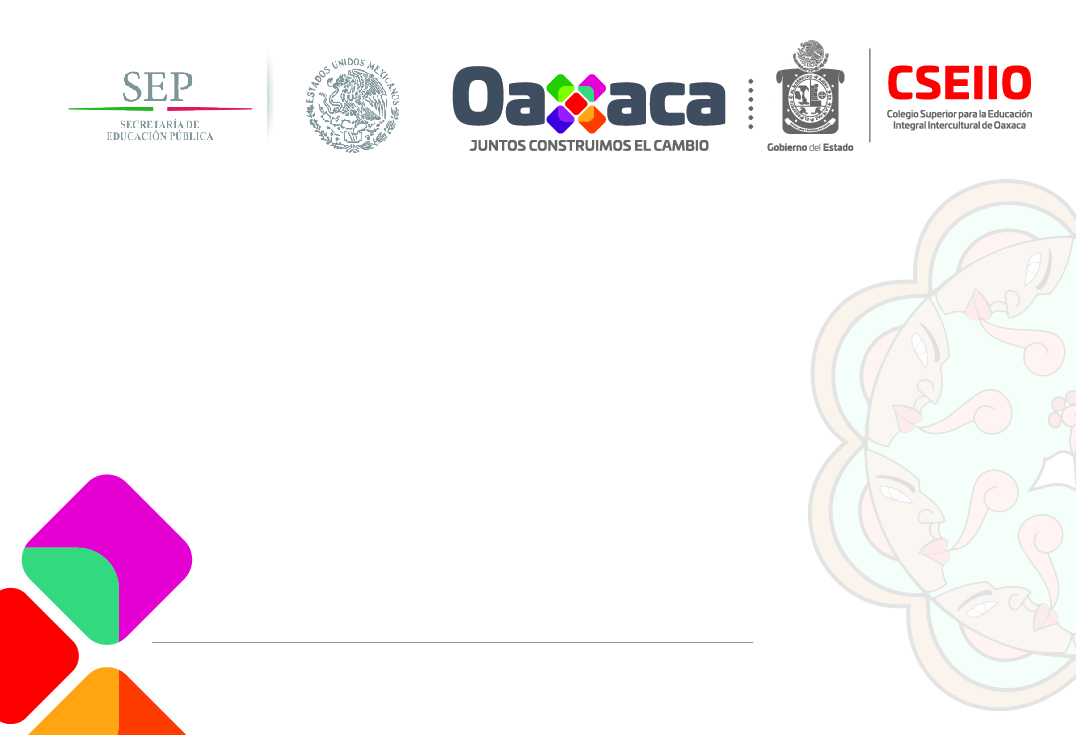 SEP
SECRETARÍA DE
EDUCACIÓN PÚBLICA
ESTADOS UNIDOS MEXICANOS
Oaxaca
JUNTOS CONSTRUIMOS EL CAMBIO
Gobierno del Estado
CSEIIO
Colegio Superior para la Educación
Integral Intercultural de Oaxaca